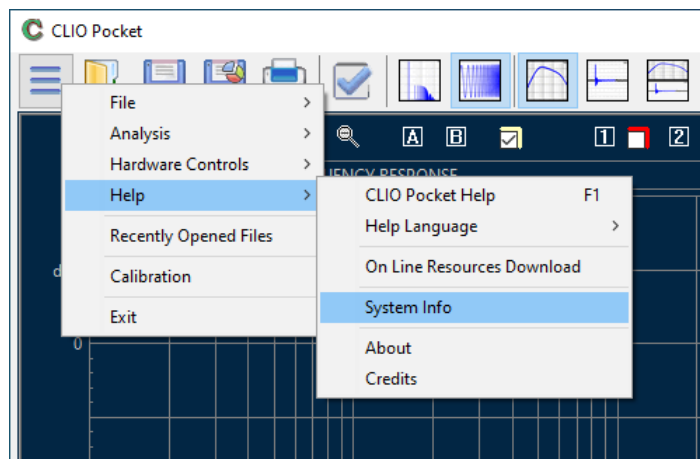 CLIO Pocket
A
B
1
2
File
Analysis
Hardware Controls
Help
Recently Opened Files
Calibration
Exit
CLIO Pocket Help F1
Help Language
On Line Resources Download
System Info
About
Credits
0